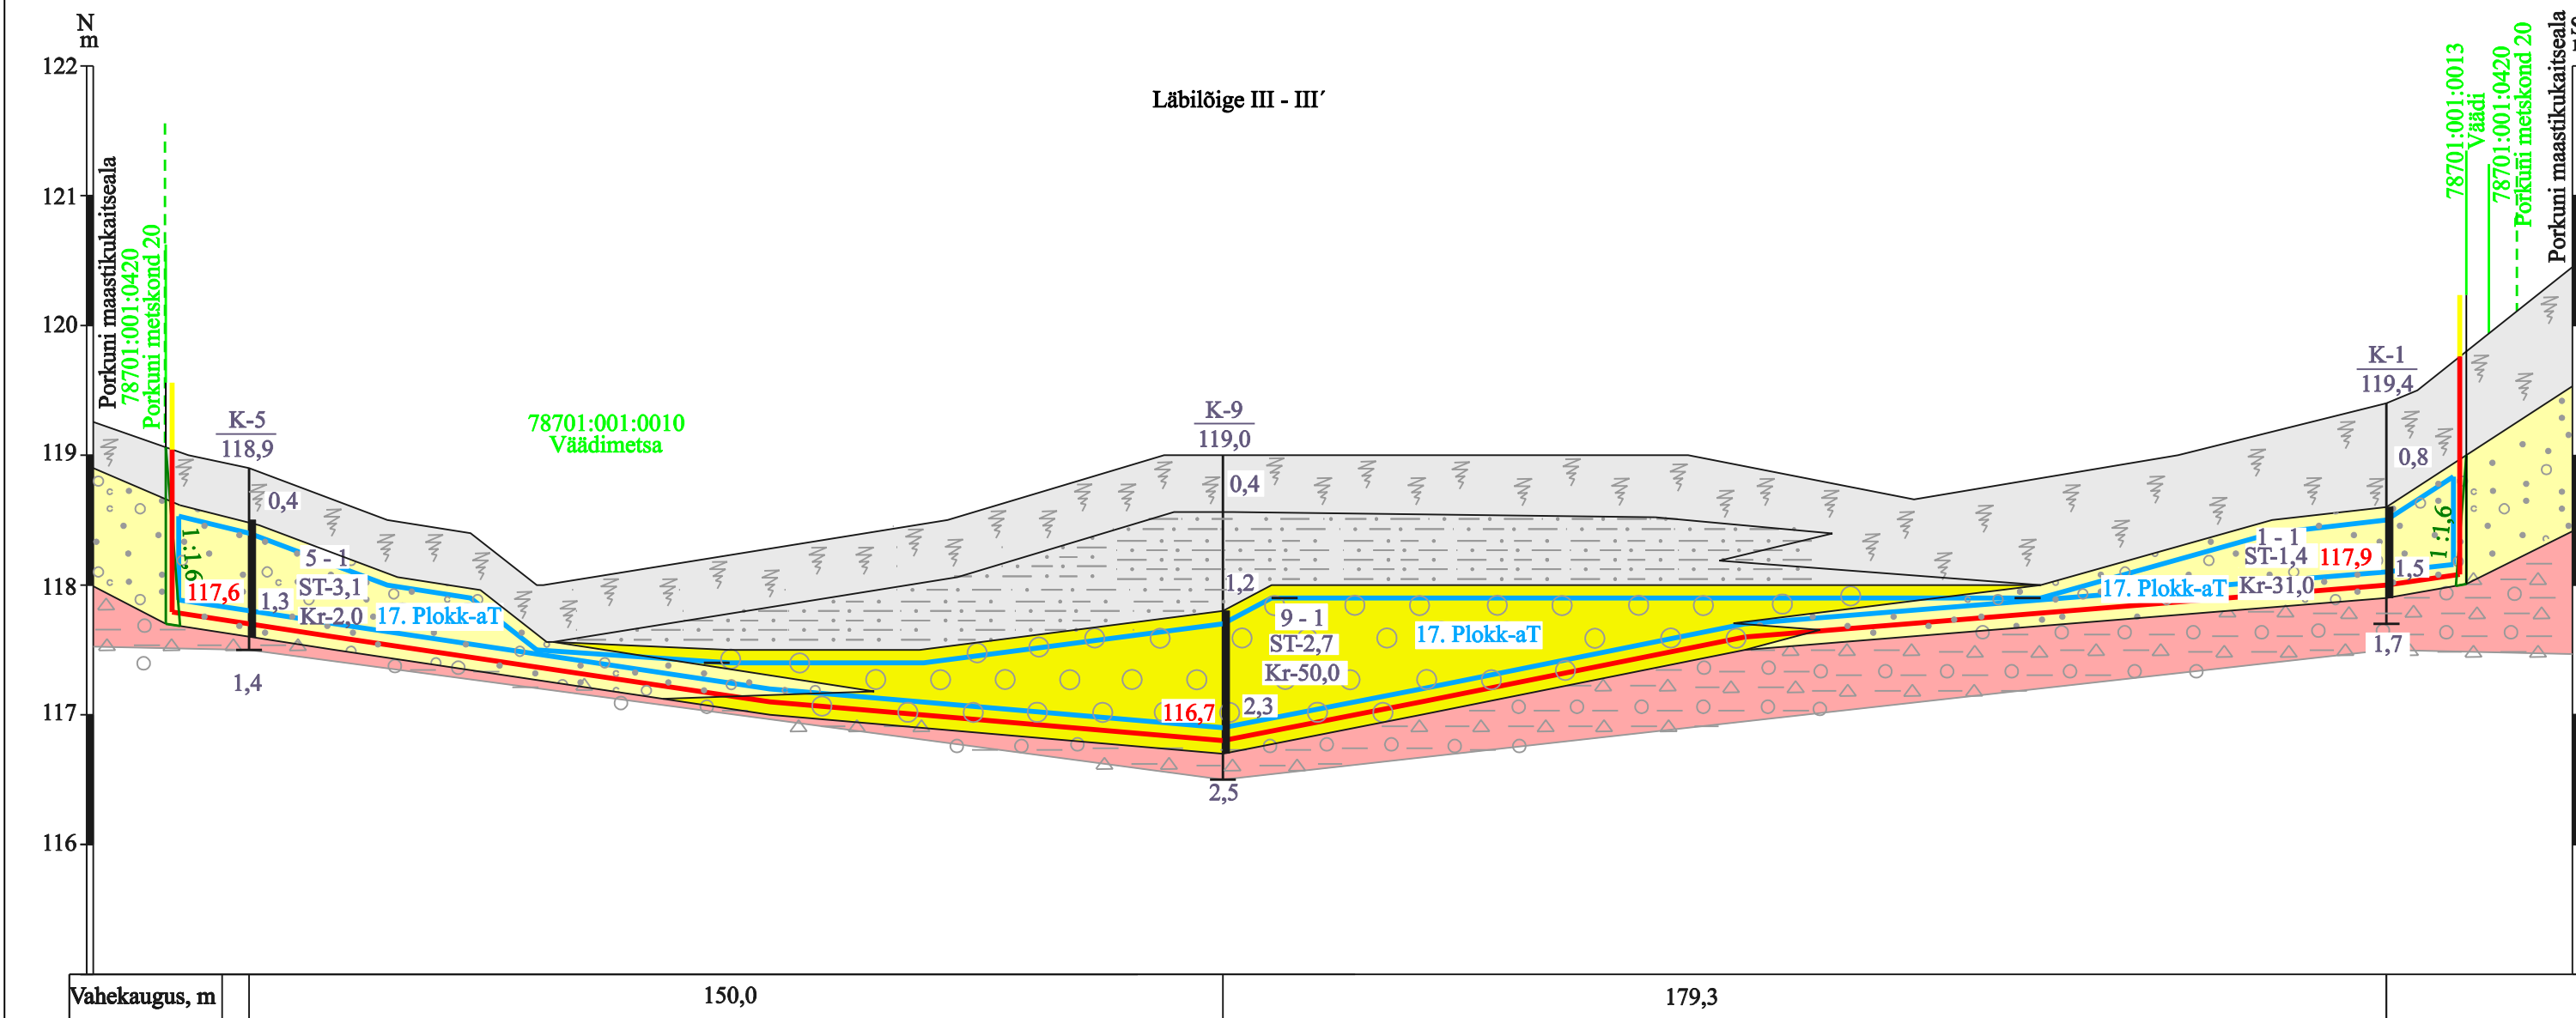 N
m
122
121
120
119
118
117
116
Läbilõige III - III´
Porkuni maastikukaitseala
78701:001:0420
Porkuni metskond 20
K-5
118,9
0,4
1:1,6
117,6
1,3
5 - 1
ST-3,1
Kr-2,0
17. Plokk-aT
1,4
78701:001:0010
Väädimetsa
K-9
119,0
0,4
1,2
9 - 1
ST-2,7
Kr-50,0
17. Plokk-aT
116,7
2,3
2,5
K-1
119,4
0,8
1 - 1
ST-1,4
117,9
Kr-31,0
17. Plokk-aT
1,5
1:1,6
1,7
78701:001:0013
Väädi
78701:001:0420
Porkuni metskond 20
Porkuni maastikukaitseala
Vahekaugus, m
150,0
179,3